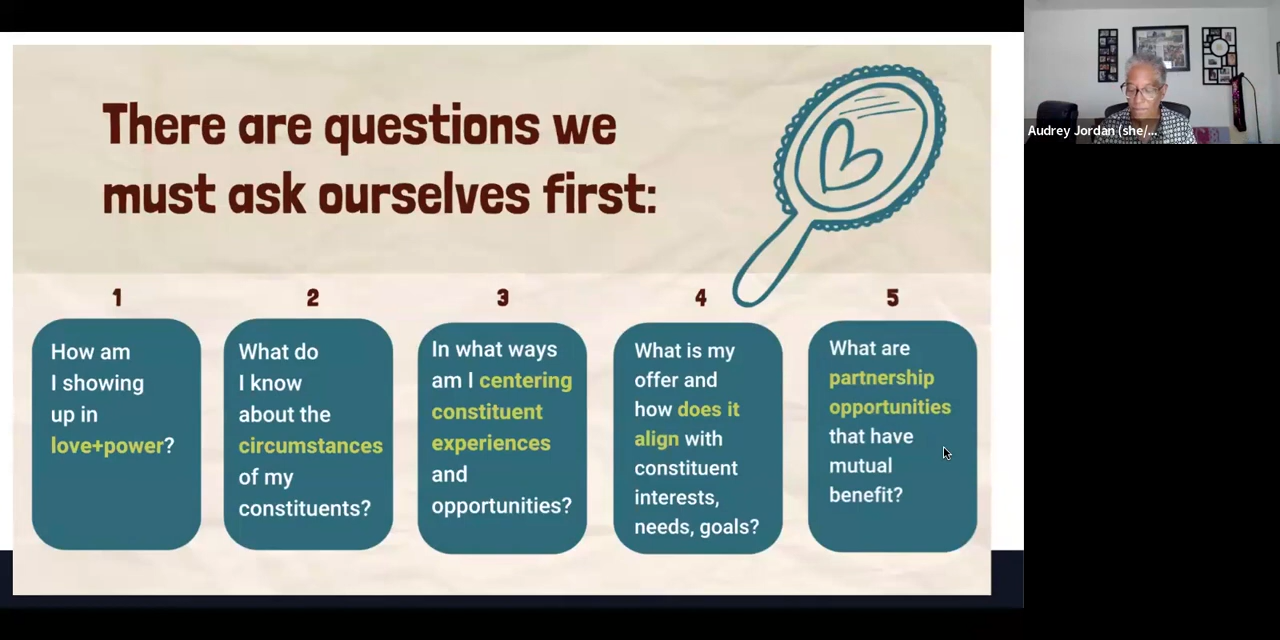 There are questions we
must ask ourselves first:
1
How am
I showing
up in
love+power?
2
What do
I know
about the
circumstances
of my
constituents?
3
In what ways
am I centering
constituent
experiences
and
opportunities?
4
What is my
offer and
how does it
align with
constituent
interests,
needs, goals?
5
What are
partnership
opportunities
that have
mutual
benefit?
Audrey Jordan (she/...